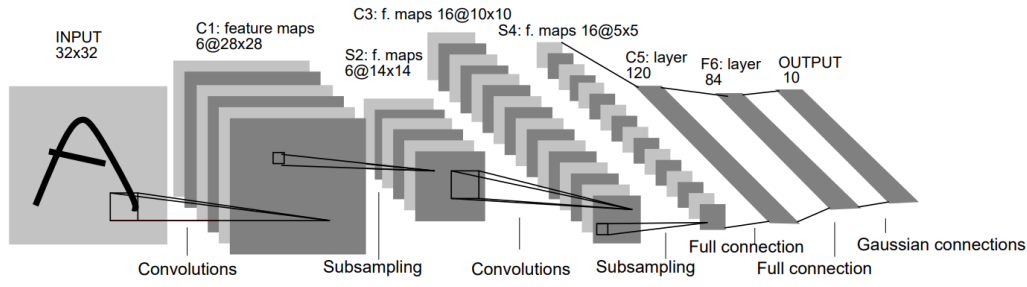 INPUT
32x32
C1: feature maps
6@28x28
S2: f. maps
6@14x14
C3: f. maps 16@10x10
S4: f. maps 16@5x5
C5: layer
120
F6: layer
84
OUTPUT
10
Convolutions
Subsampling
Convolutions
Subsampling
Full connection
Full connection
Gaussian connections